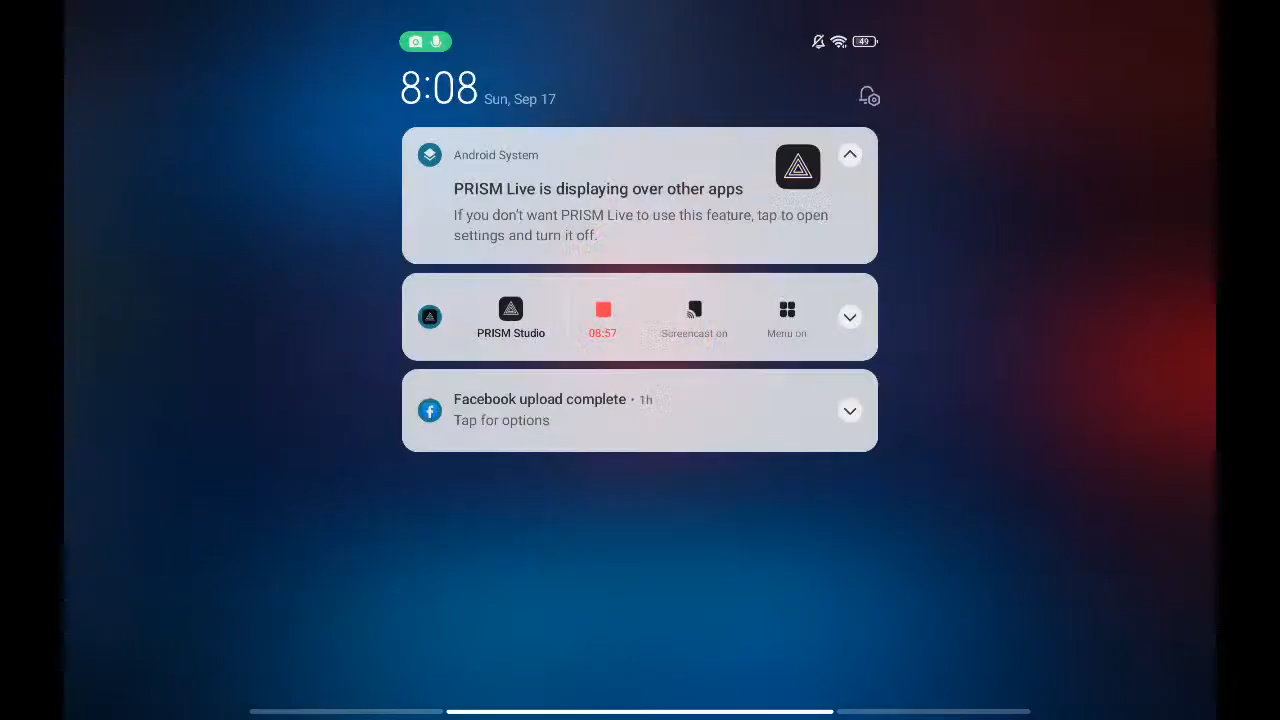 49
8:08 Sun, Sep 17
Android System
PRISM Live is displaying over other apps
If you don't want PRISM Live to use this feature, tap to open
settings and turn it off.
PRISM Studio 08:57 Screencast on Menu on
Facebook upload complete • 1h
Tap for options